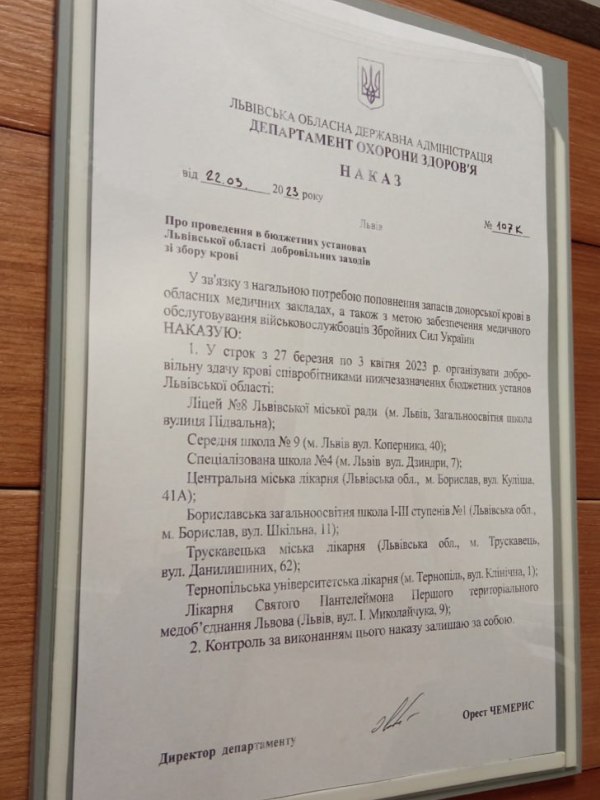 ЛЬВІВСЬКА ОБЛАСНА ДЕРЖАВНА АДМІНІСТРАЦІЯ
ДЕПАРТАМЕНТ ОХОРОНИ ЗДОРОВ'Я
НАКАЗ
від 22.03. 2023 року
Львів
№ 107к
Про проведення в бюджетних установах
Львівської області добровільних заходів
зі збору крові
У зв'язку з нагальною потребою поповнення запасів донорської крові в
обласних медичних закладах, а також з метою забезпечення медичного
обслуговування військовослужбовців Збройних Сил України
НАКАЗУЮ:
1. У строк з 27 березня по 3 квітня 2023 р. організувати добро-
вільну здачу крові співробітниками нижчезазначених бюджетних установ
Львівської області:
Ліцей №8 Львівської міської ради (м. Львів, Загальноосвітня школа
вулиця Підвальна);
Середня школа № 9 (м. Львів вул. Коперника, 40);
Спеціалізована школа №4 (м. Львів вул. Дзиндри, 7);
Центральна міська лікарня (Львівська обл., м. Борислав, вул. Куліша.
41А);
Бориславська загальноосвітня школа І-ІІІ ступенів №1 (Львівська обл.,
м. Борислав, вул. Шкільна, 11);
Трускавецька міська лікарня (Львівська обл., м. Трускавець,
вул. Данилишиних, 62);
Тернопільська університетська лікарня (м. Тернопіль, вул. Клінічна, 1);
Лікарня Святого Пантелеймона Першого територіального
медоб'єднання Львова (Львів, вул. І. Миколайчука, 9);
2. Контроль за виконанням цього наказу залишаю за собою.
Директор департаменту
Орест ЧЕМЕРИС